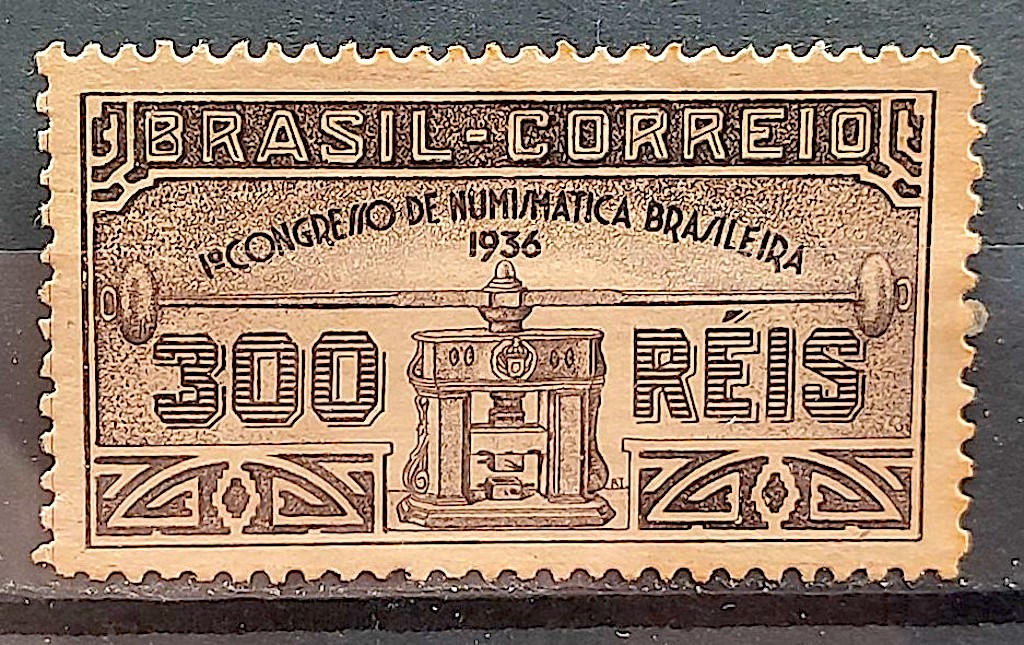 BRASIL-CORREIO
1º CONGRESSO DE NUMISMATICA BRASILEIRA
1936
300 RÉIS